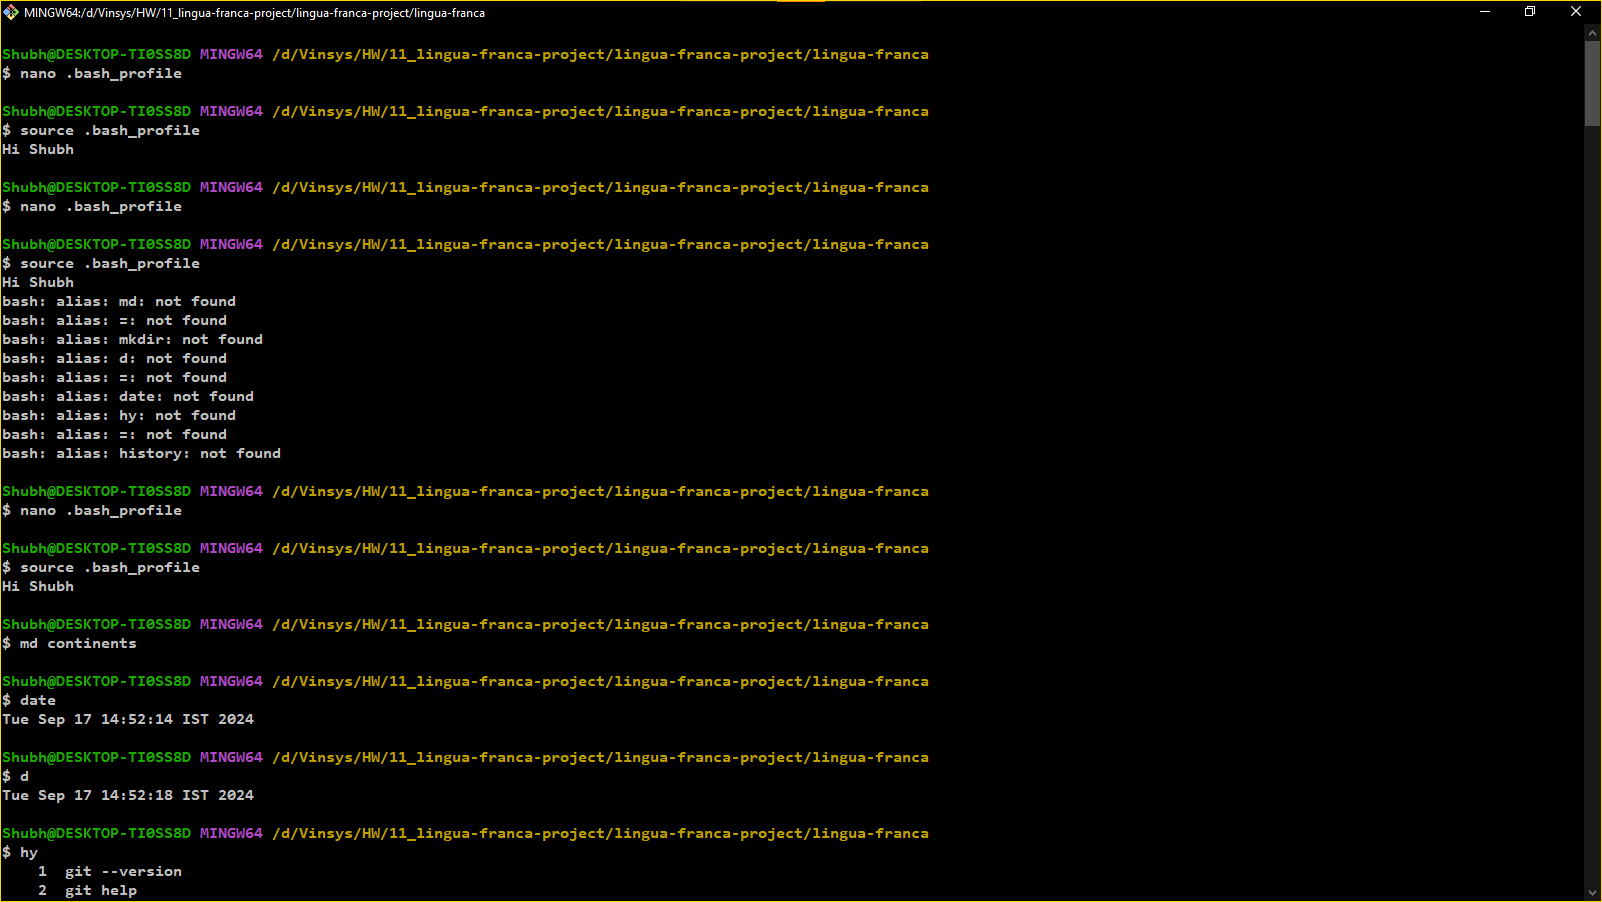 MINGW64:/d/Vinsys/HW/11_lingua-franca-project/lingua-franca-project/lingua-franca
Shubh@DESKTOP-TI0SS8D MINGW64 /d/Vinsys/HW/11_lingua-franca-project/lingua-franca-project/lingua-franca
$ nano .bash_profile
Shubh@DESKTOP-TI0SS8D MINGW64 /d/Vinsys/HW/11_lingua-franca-project/lingua-franca-project/lingua-franca
$ source .bash_profile
Hi Shubh
Shubh@DESKTOP-TI0SS8D MINGW64 /d/Vinsys/HW/11_lingua-franca-project/lingua-franca-project/lingua-franca
$ nano .bash_profile
Shubh@DESKTOP-TI0SS8D MINGW64 /d/Vinsys/HW/11_lingua-franca-project/lingua-franca-project/lingua-franca
$ source .bash_profile
Hi Shubh
bash: alias: md: not found
bash: alias: =: not found
bash: alias: mkdir: not found
bash: alias: d: not found
bash: alias: =: not found
bash: alias: date: not found
bash: alias: hy: not found
bash: alias: =: not found
bash: alias: history: not found
Shubh@DESKTOP-TI0SS8D MINGW64 /d/Vinsys/HW/11_lingua-franca-project/lingua-franca-project/lingua-franca
$ nano .bash_profile
Shubh@DESKTOP-TI0SS8D MINGW64 /d/Vinsys/HW/11_lingua-franca-project/lingua-franca-project/lingua-franca
$ source .bash_profile
Hi Shubh
Shubh@DESKTOP-TI0SS8D MINGW64 /d/Vinsys/HW/11_lingua-franca-project/lingua-franca-project/lingua-franca
$ md continents
Shubh@DESKTOP-TI0SS8D MINGW64 /d/Vinsys/HW/11_lingua-franca-project/lingua-franca-project/lingua-franca
$ date
Tue Sep 17 14:52:14 IST 2024
Shubh@DESKTOP-TI0SS8D MINGW64 /d/Vinsys/HW/11_lingua-franca-project/lingua-franca-project/lingua-franca
$ d
Tue Sep 17 14:52:18 IST 2024
Shubh@DESKTOP-TI0SS8D MINGW64 /d/Vinsys/HW/11_lingua-franca-project/lingua-franca-project/lingua-franca
$ hy
1 git --version
2 git help